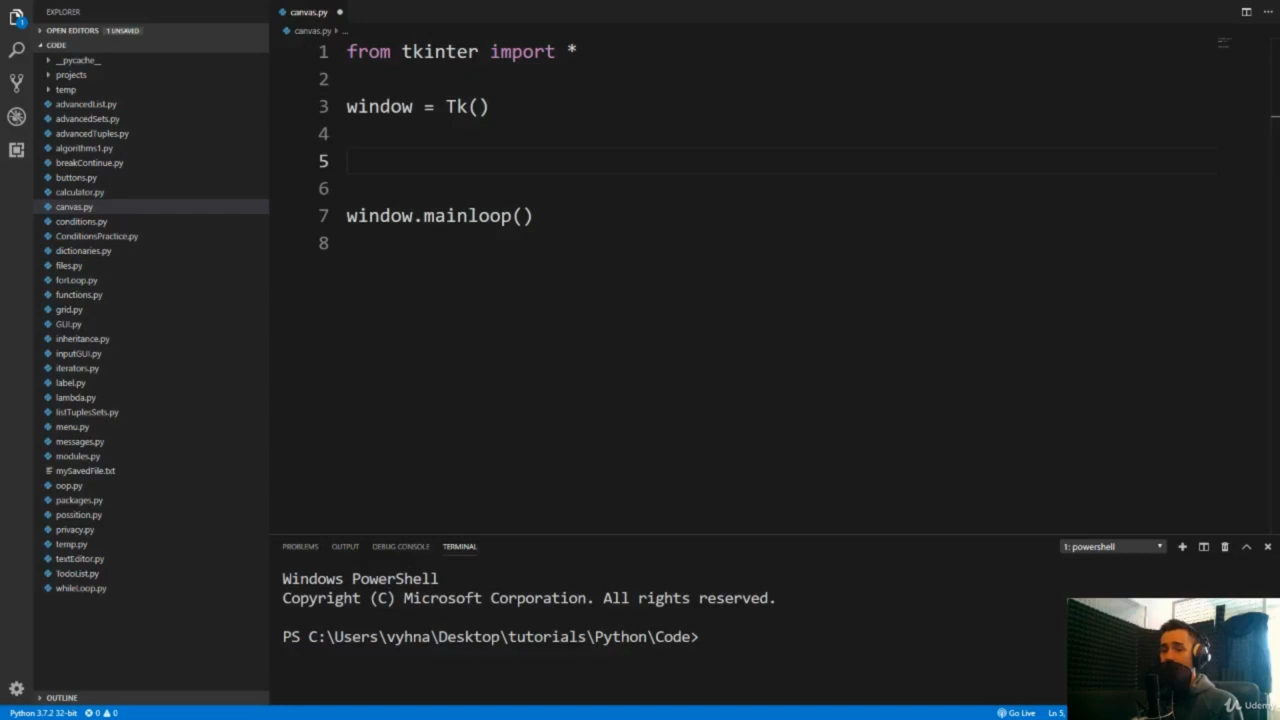 EXPLORER
OPEN EDITORS 1 UNSAVED
CODE
__pycache__
projects
temp
advancedList.py
advancedSets.py
advancedTuples.py
algorithms1.py
breakContinue.py
buttons.py
calculator.py
canvas.py
conditions.py
ConditionsPractice.py
dictionaries.py
files.py
forLoop.py
functions.py
grid.py
GUI.py
inheritance.py
inputGUI.py
iterators.py
label.py
lambda.py
listTuplesSets.py
menu.py
messages.py
modules.py
mySavedFile.txt
oop.py
packages.py
possition.py
privacy.py
temp.py
textEditor.py
TodoList.py
whileLoop.py
OUTLINE
canvas.py
canvas.py ...
1 from tkinter import *
2
3 window = Tk()
4
5
6
7 window.mainloop()
8
PROBLEMS OUTPUT DEBUG CONSOLE TERMINAL 1: powershell
Windows PowerShell
Copyright (C) Microsoft Corporation. All rights reserved.
PS C:\Users\vyhna\Desktop\tutorials\Python\Code>
Python 3.7.2 32-bit 0 0 Go Live Ln 5,
Udemy